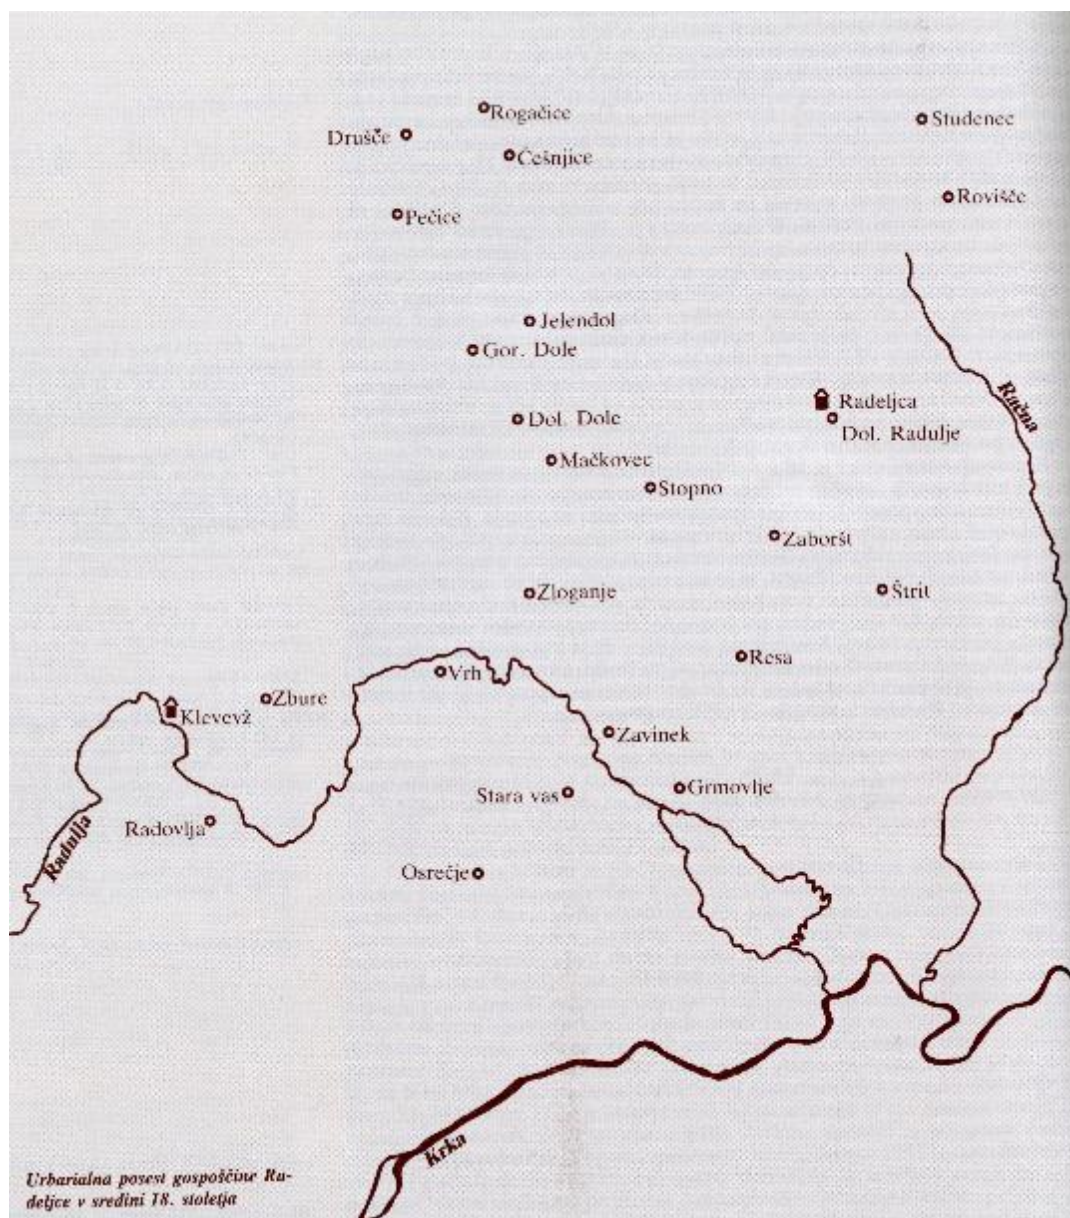 Rogačice
Studenec
Drušče
Češnjice
Rovišče
Pečice
Jelendol
Gor. Dole
Račna
Radeljca
Dol. Dole
Dol. Radulje
Mačkovec
Stopno
Zaboršt
Zloganje
Štrit
Resa
Vrh
Zbure
Klevevž
Zavinek
Grmovlje
Stara vas
Radovlja
Radulja
Osrečje
Krka
Urbarialna posest gospoščine Ra-
deljce v sredini 18. stoletja